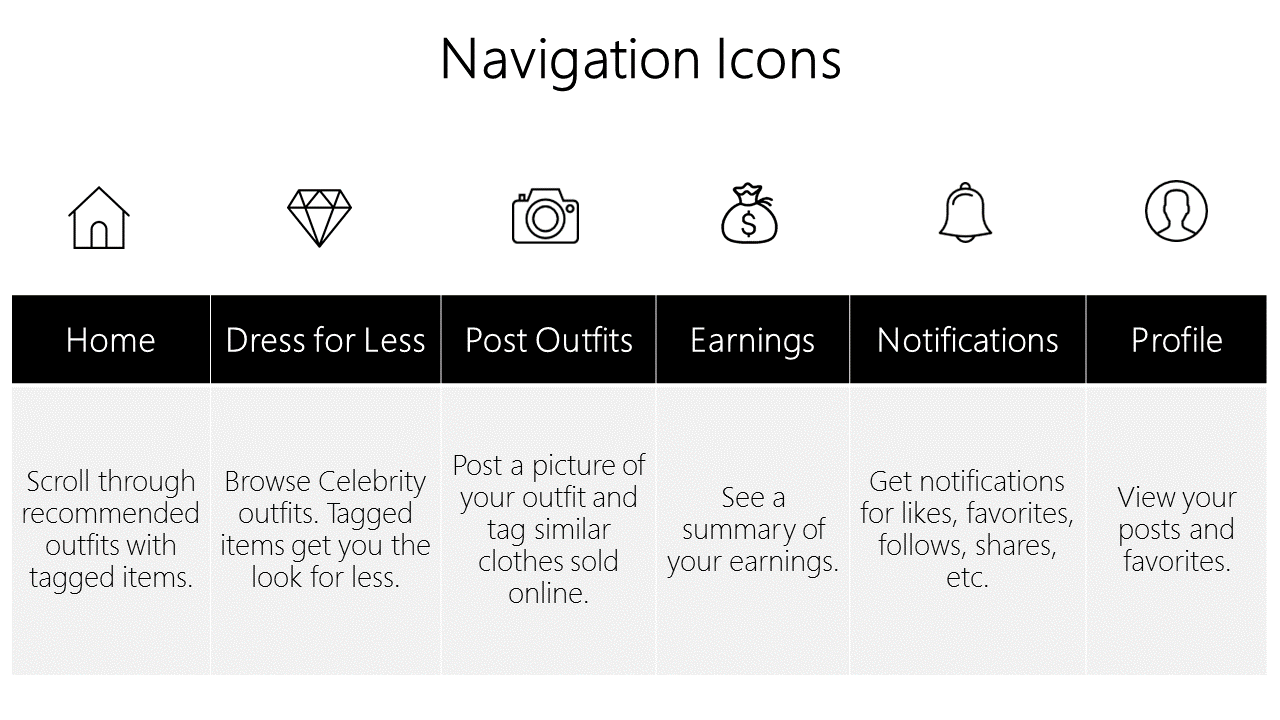 Navigation Icons
$
Home
Dress for Less
Post Outfits
Earnings
Notifications
Profile
Scroll through
recommended
outfits with
tagged items.
Browse Celebrity
outfits. Tagged
items get you the
look for less.
Post a picture of
your outfit and
tag similar
clothes sold
online.
See a
summary of
your earnings.
Get notifications
for likes, favorites,
follows, shares,
etc.
View your
posts and
favorites.